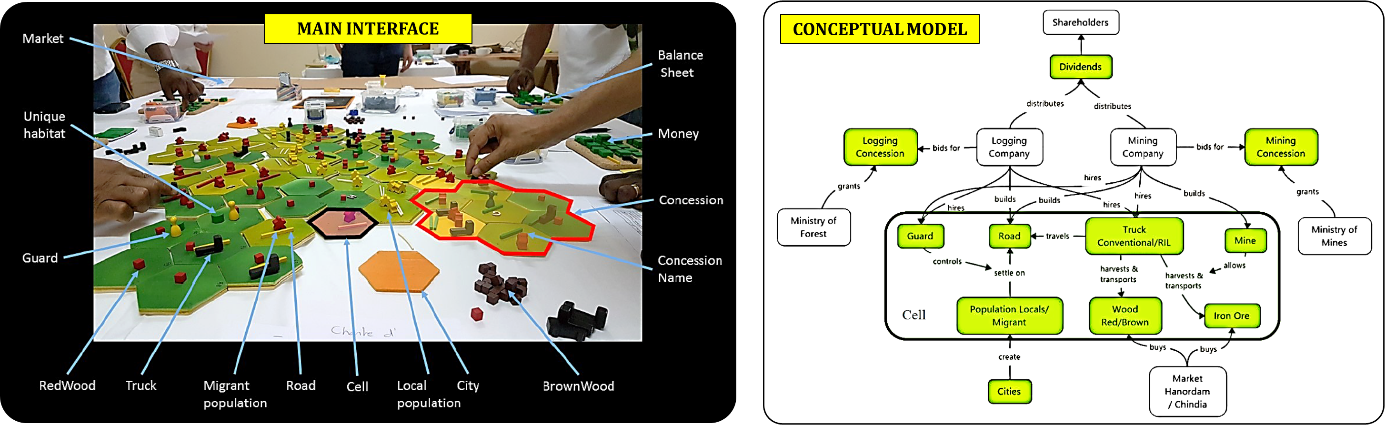 MAIN INTERFACE
Market
Balance
Sheet
Unique
habitat
Money
Concession
Guard
Concession
Name
RedWood
Truck
Migrant
population
Road
Cell
Local
population
City
BrownWood
CONCEPTUAL MODEL
Shareholders
Dividends
distributes
distributes
Logging
Concession
bids for
Logging
Company
Mining
Company
bids for
Mining
Concession
grants
hires
grants
hires
builds
builds
hires
hires
builds
Ministry of
Forest
Guard
Road
travels
Truck
Conventional/RIL
Mine
Ministry of
Mines
controls
settle on
harvests &
transports
harvests &
transports
allows
Cell
Population Locals/
Migrant
Wood
Red/Brown
Iron Ore
create
buys
buys
Cities
Market
Hanordam
/ Chindia